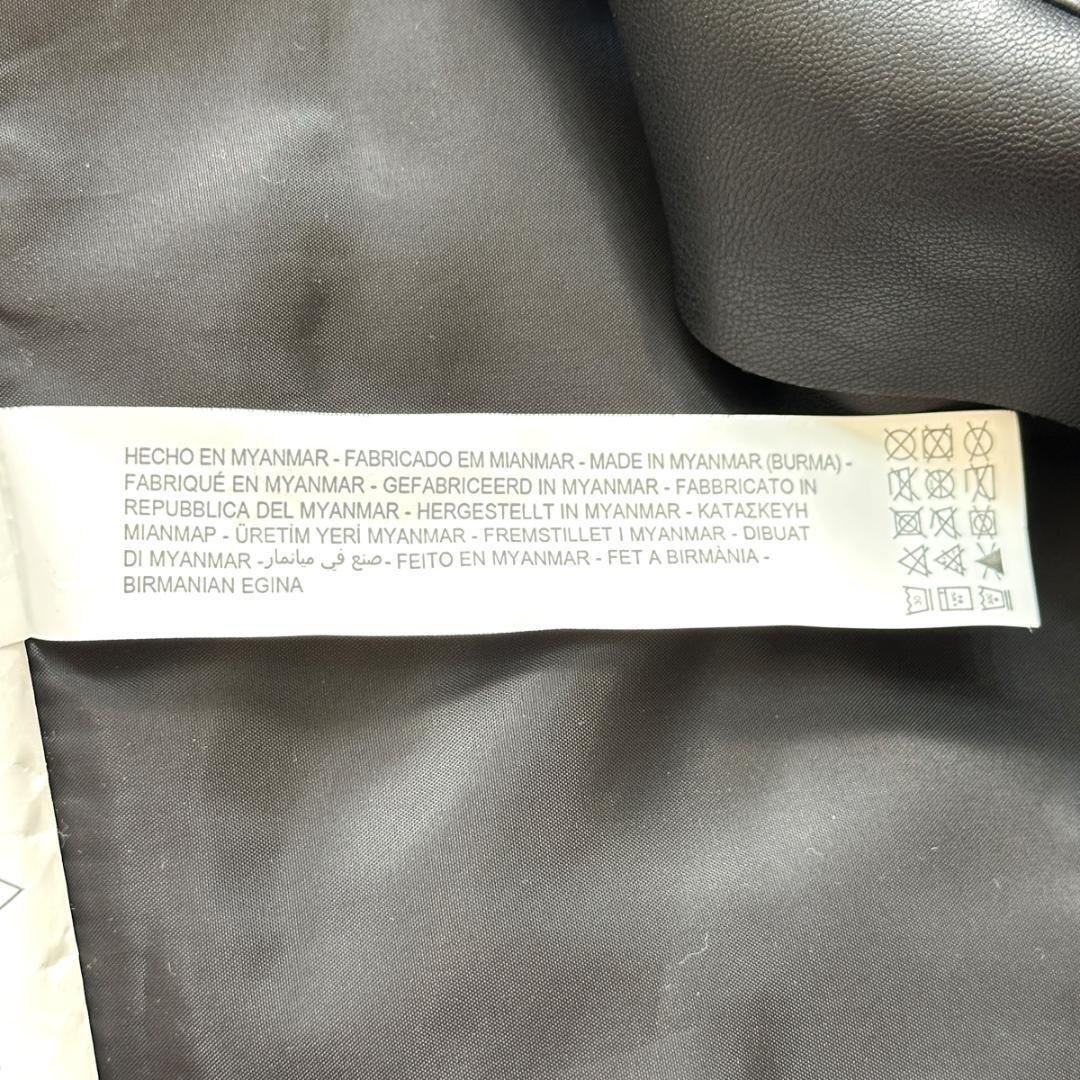 HECHO EN MYANMAR - FABRICADO EM MIANMAR - MADE IN MYANMAR (BURMA) -
FABRIQUÉ EN MYANMAR - GEFABRICEERD IN MYANMAR - FABBRICATO IN
REPUBBLICA DEL MYANMAR - HERGESTELLT IN MYANMAR - ΚΑΤΑΣΚΕΥΗ
ΜΙΑΝΜΑΡ - ÜRETİM YERİ MYANMAR - FREMSTILLET I MYANMAR - DIBUAT
DI MYANMAR - صنع في ميانمار - FEITO EN MYANMAR - FET A BIRMÀNIA -
BIRMANIAN EGINA